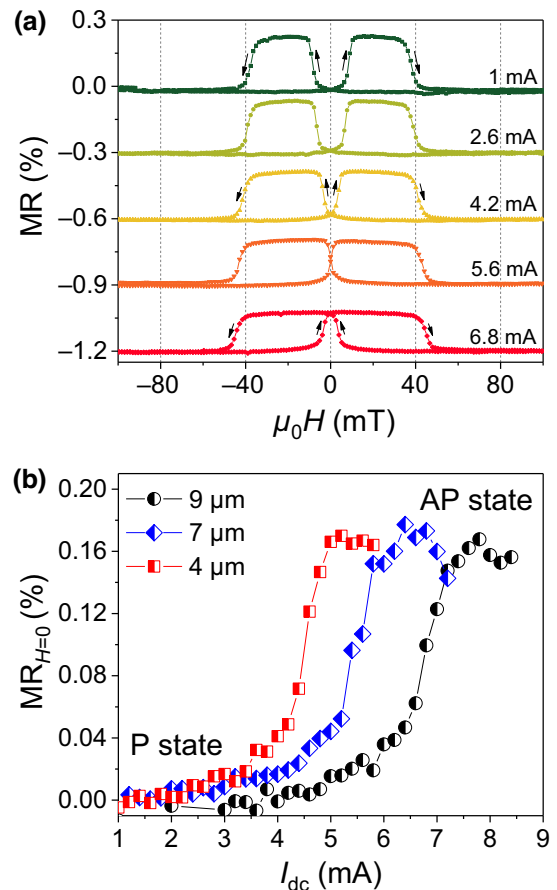 (a)
0.3
0.0
−0.3
−0.6
−0.9
−1.2
MR (%)
1 mA
2.6 mA
4.2 mA
5.6 mA
6.8 mA
−80 −40 0 40 80
μ₀H (mT)
(b)
0.20
0.16
0.12
0.08
0.04
0.00
MR_{H=0} (%)
9 μm
7 μm
4 μm
AP state
P state
1 2 3 4 5 6 7 8 9
I_{dc} (mA)